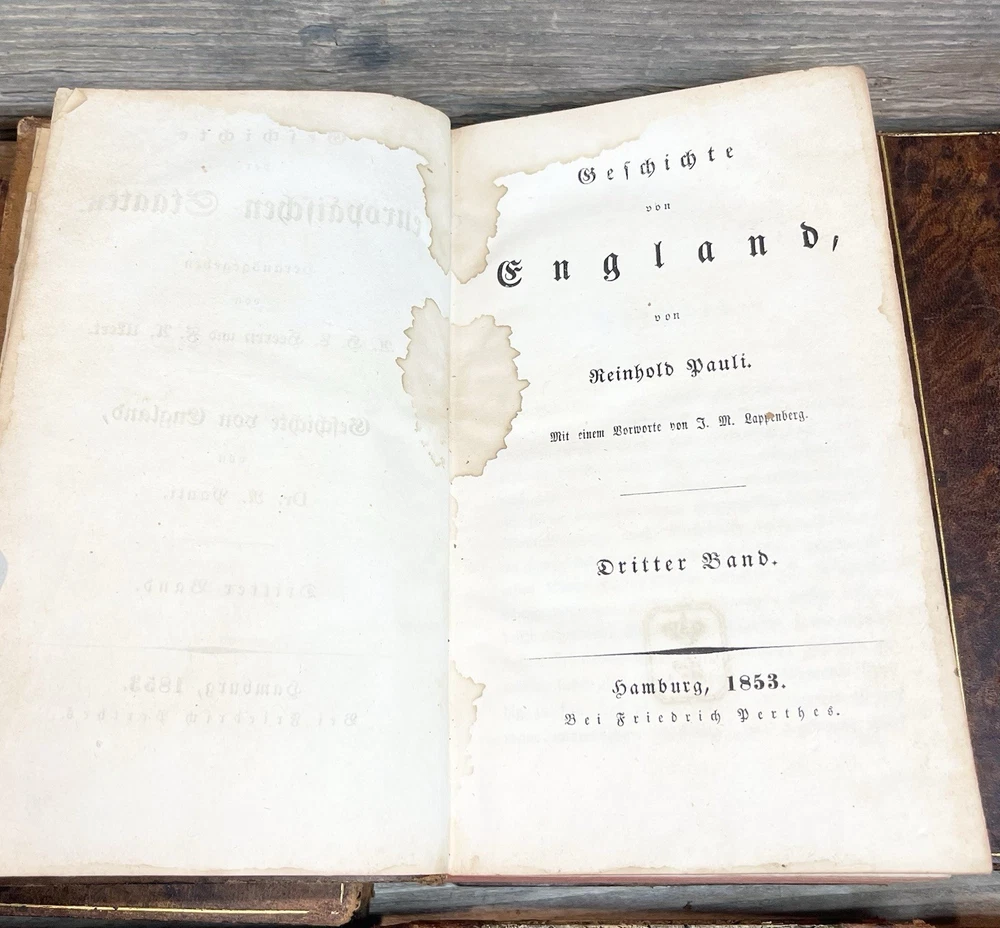 Geſchichte
von
England,
von
Reinhold Pauli.
Mit einem Vorworte von J. M. Lappenberg.
Dritter Band.
Hamburg, 1853.
Bei Friedrich Perthes.